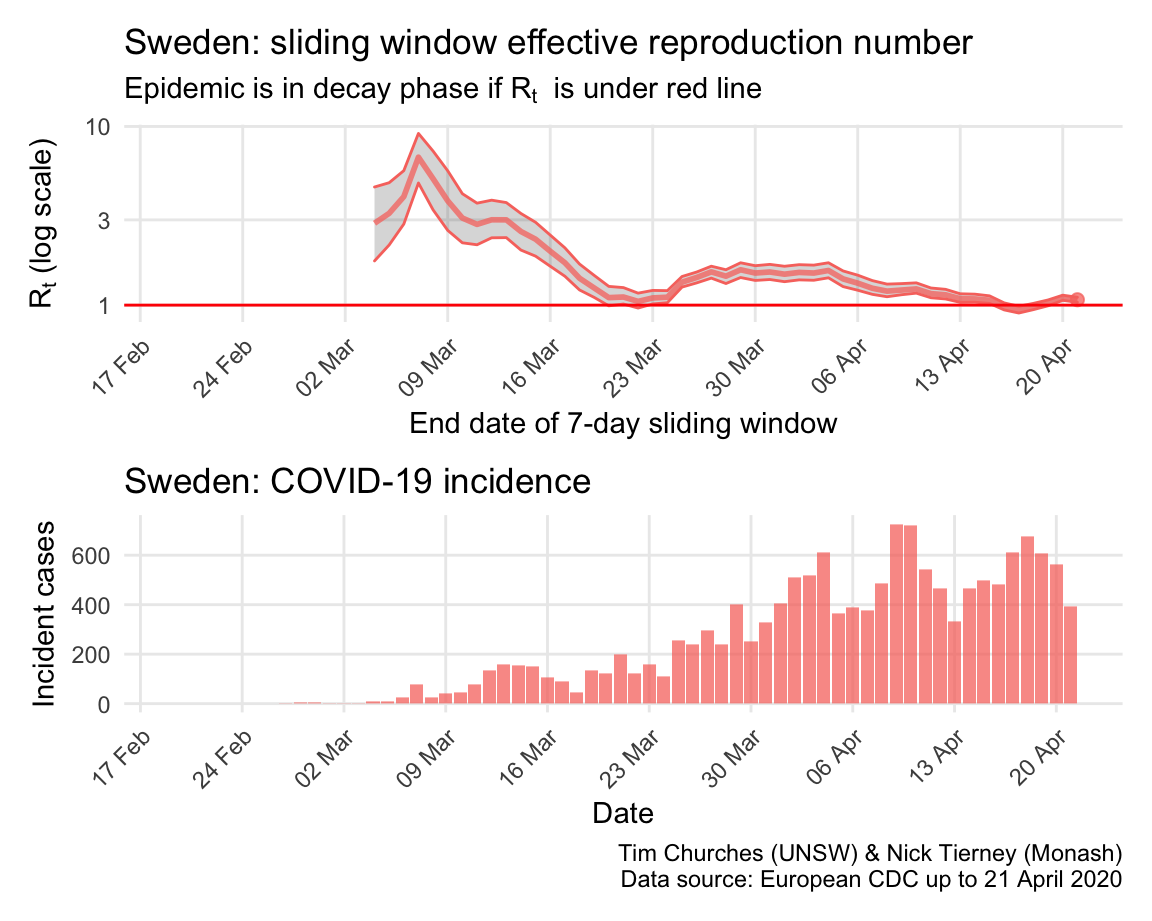 Sweden: sliding window effective reproduction number
Epidemic is in decay phase if Rt is under red line
Rt (log scale)
10
3
1
17 Feb
24 Feb
02 Mar
09 Mar
16 Mar
23 Mar
30 Mar
06 Apr
13 Apr
20 Apr
End date of 7-day sliding window
Sweden: COVID-19 incidence
Incident cases
600
400
200
0
17 Feb
24 Feb
02 Mar
09 Mar
16 Mar
23 Mar
30 Mar
06 Apr
13 Apr
20 Apr
Date
Tim Churches (UNSW) & Nick Tierney (Monash)
Data source: European CDC up to 21 April 2020